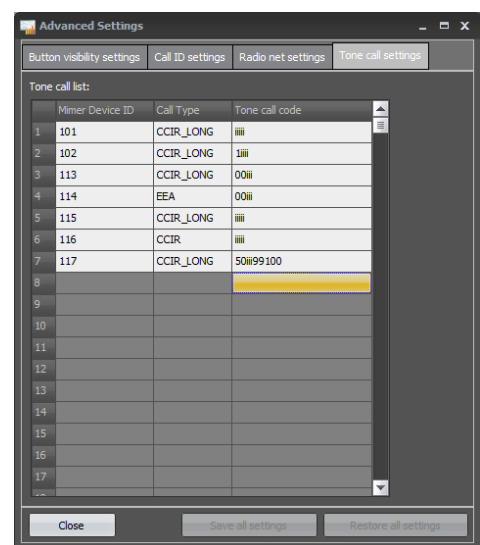 Advanced Settings
Button visibility settings Call ID settings Radio net settings Tone call settings
Tone call list:
Mimer Device ID Call Type Tone call code
1 101 CCIR_LONG iiiii
2 102 CCIR_LONG 1iiii
3 113 CCIR_LONG 00iii
4 114 EEA 00iii
5 115 CCIR_LONG iiiii
6 116 CCIR iiiii
7 117 CCIR_LONG 50iii99100
8
9
10
11
12
13
14
15
16
17
Close Save all settings Restore all settings